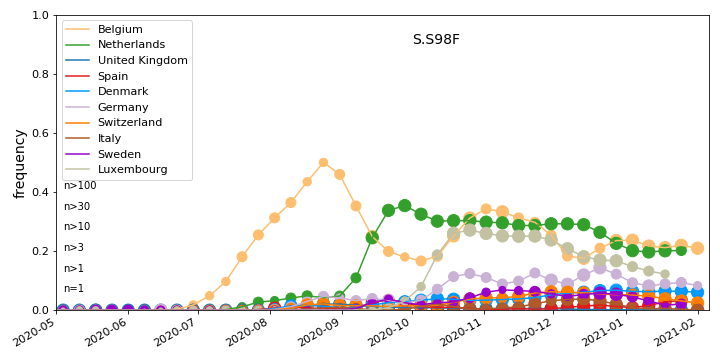 1.0
0.8
0.6
0.4
0.2
0.0
frequency
S.S98F
Belgium
Netherlands
United Kingdom
Spain
Denmark
Germany
Switzerland
Italy
Sweden
Luxembourg
n>100
n>30
n>10
n>3
n>1
n=1
2020-05
2020-06
2020-07
2020-08
2020-09
2020-10
2020-11
2020-12
2021-01
2021-02